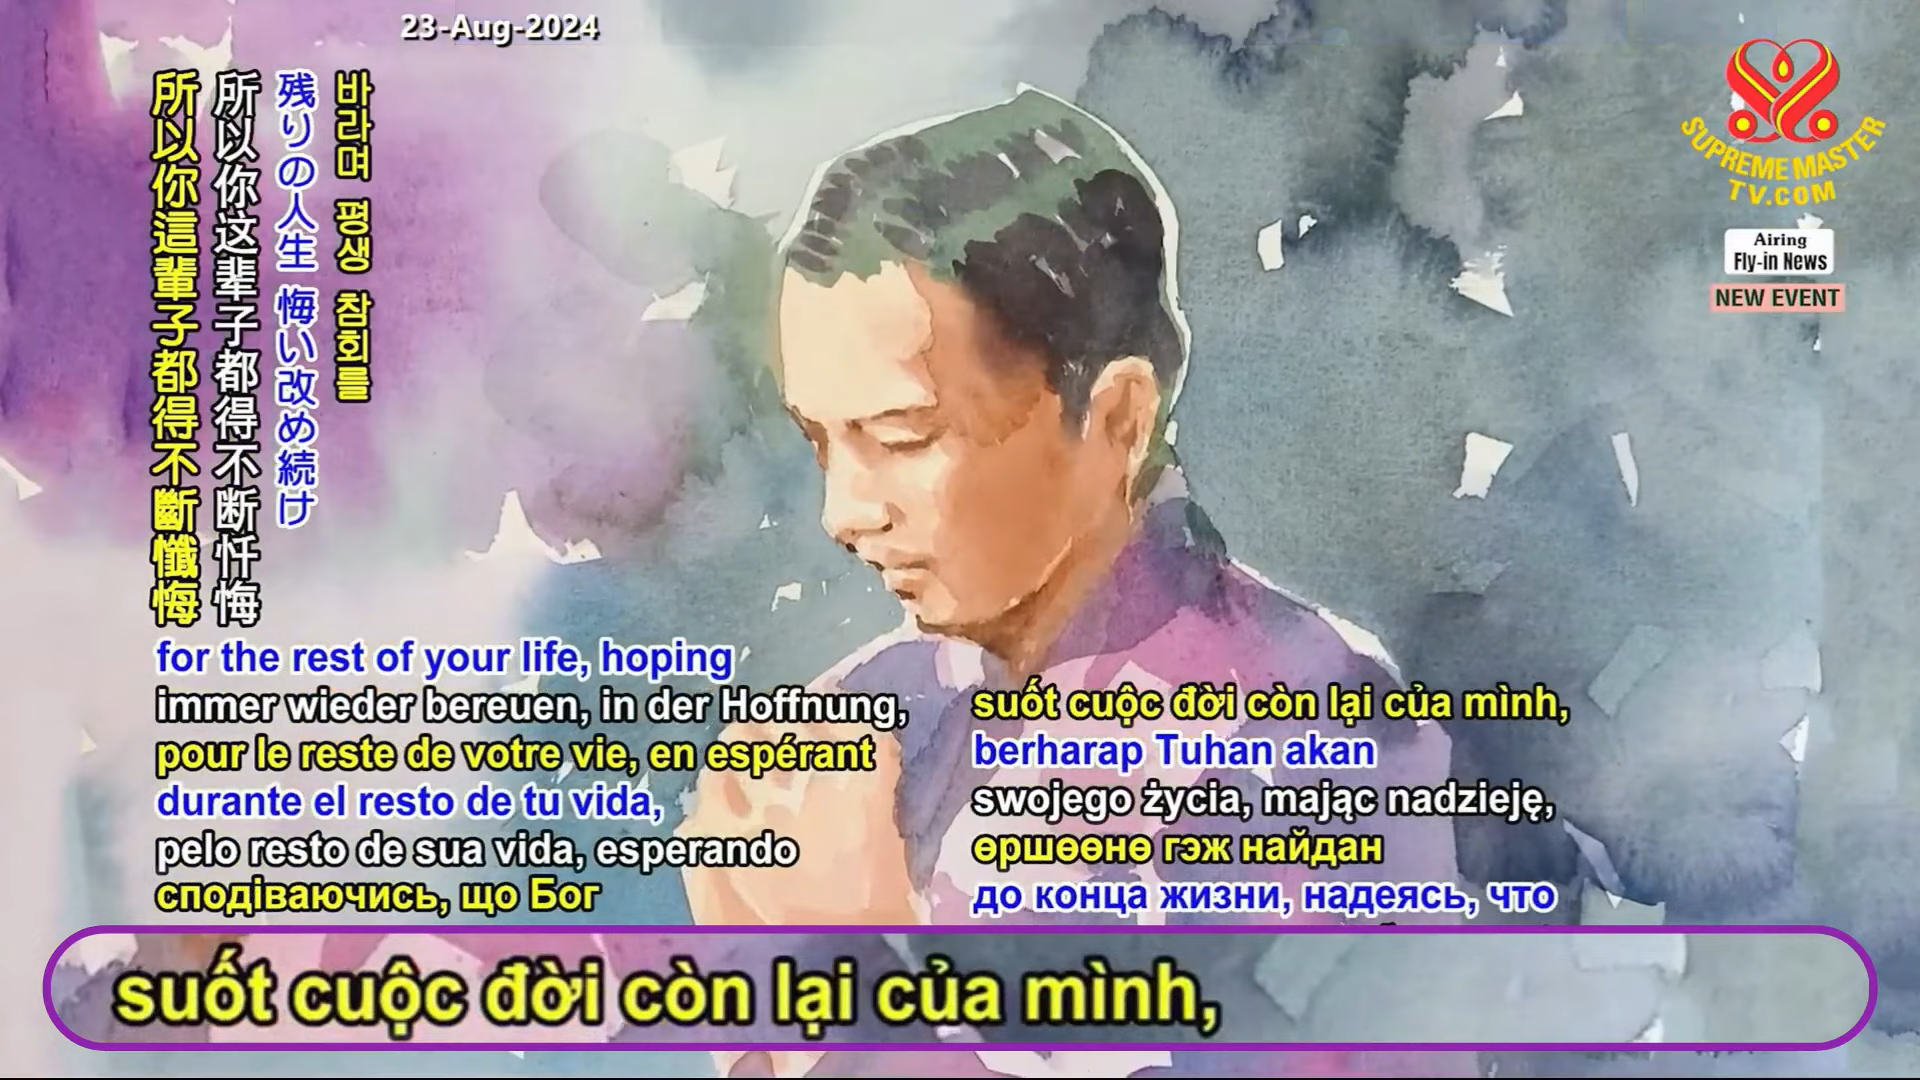 23-Aug-2024
所以你這輩子都得不斷懺悔
所以你这辈子都得不断忏悔
残りの人生 悔い改め続け
바라며 평생 참회를
SUPREME MASTER
TV.COM
Airing
Fly-in News
NEW EVENT
for the rest of your life, hoping
immer wieder bereuen, in der Hoffnung,
pour le reste de votre vie, en espérant
durante el resto de tu vida,
pelo resto de sua vida, esperando
сподіваючись, що Бог
suốt cuộc đời còn lại của mình,
berharap Tuhan akan
swojego życia, mając nadzieję,
өршөөнө гэж найдан
до конца жизни, надеясь, что
suốt cuộc đời còn lại của mình,